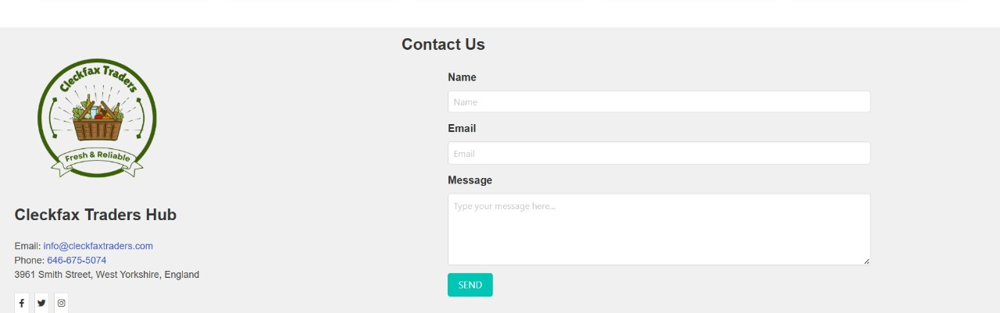 Cleckfax Traders
Fresh & Reliable
Cleckfax Traders Hub
Email: info@cleckfaxtraders.com
Phone: 646-675-5074
3961 Smith Street, West Yorkshire, England
Contact Us
Name
Name
Email
Email
Message
Type your message here...
SEND